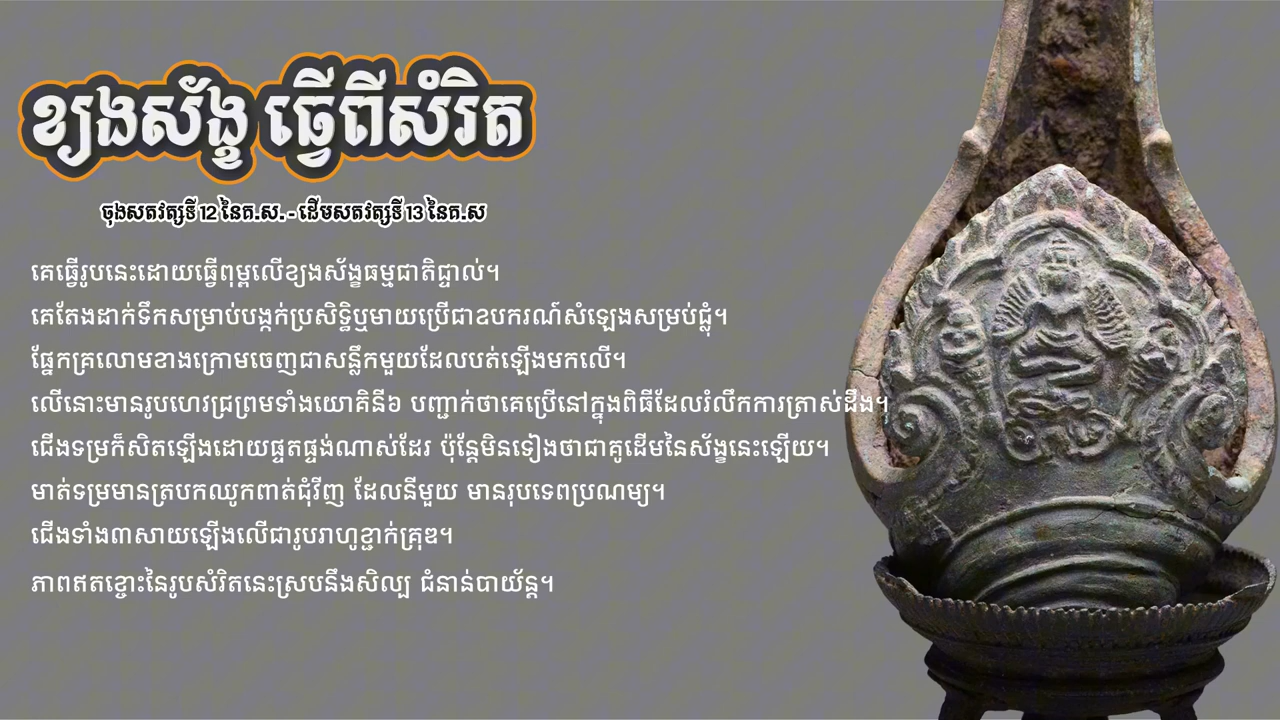 ខ្យងស័ង្ខ ធ្វើពីសំរិត
ចុងសតវត្សទី 12 នៃគ.ស. - ដើមសតវត្សទី 13 នៃគ.ស
គេធ្វើរូបនេះដោយធ្វើពុម្ពលើខ្យងស័ង្ខធម្មជាតិផ្ទាល់។
គេតែងដាក់ទឹកសម្រាប់បង្កក់ប្រសិទ្ធិឬមាយប្រើជាឧបករណ៍សំឡេងសម្រប់ផ្លុំ។
ផ្នែកគ្រលោមខាងក្រោមចេញជាសន្លឹកមួយដែលបត់ឡើងមកលើ។
លើនោះមានរូបហេវជ្រព្រមទាំងយោគិនី៦ បញ្ជាក់ថាគេប្រើនៅក្នុងពិធីដែលរំលឹកការត្រាស់ដឹង។
ជើងទម្រក៏សិតឡើងដោយផ្ចតផ្ចង់ណាស់ដែរ ប៉ុន្តែមិនទៀងថាជាគូដើមនៃស័ង្ខនេះឡើយ។
មាត់ទម្រមានត្របកឈូកពាត់ជុំវីញ ដែលនីមួយ មានរុបទេពប្រណម្យ។
ជើងទាំង៣សាយឡើងលើជារូបរាហូខ្ជាក់គ្រុឌ។
ភាពឥតខ្ចោះនៃរូបសំរិតនេះស្របនឹងសិល្ប ជំនាន់បាយ័ន្ត។